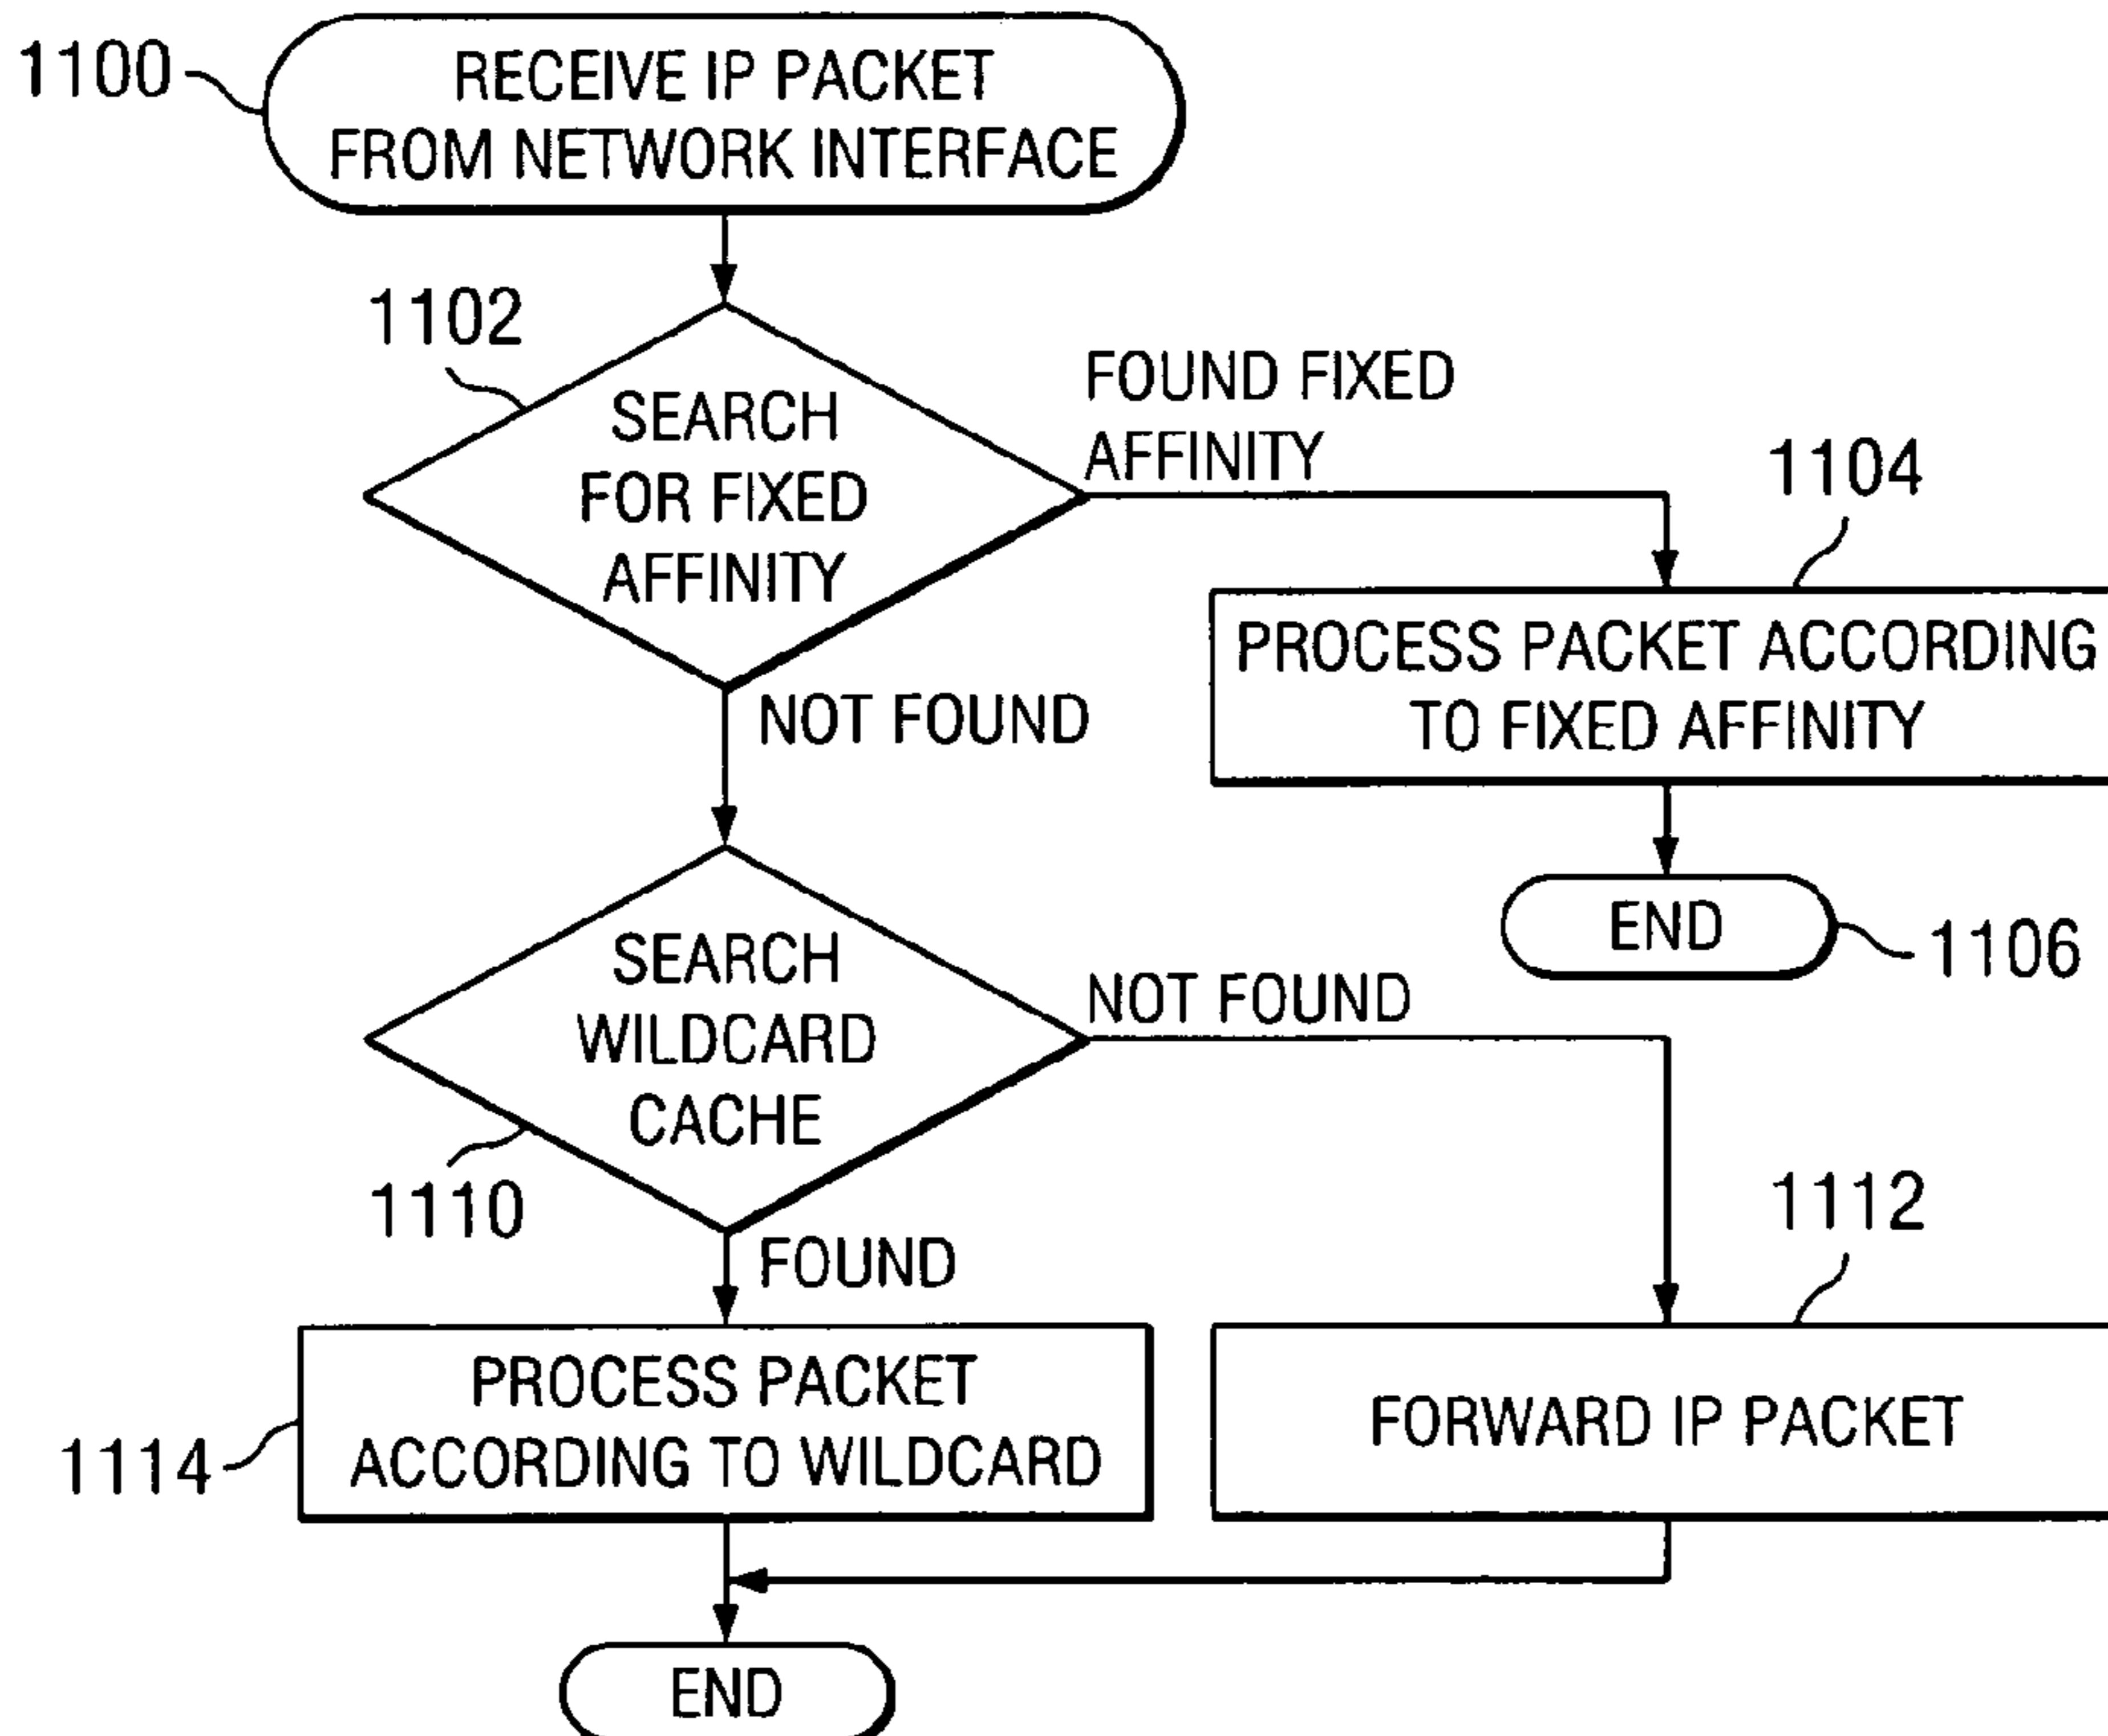 1100
RECEIVE IP PACKET
FROM NETWORK INTERFACE
1102
SEARCH
FOR FIXED
AFFINITY
FOUND FIXED
AFFINITY
1104
PROCESS PACKET ACCORDING
TO FIXED AFFINITY
NOT FOUND
END
1106
SEARCH
WILDCARD
CACHE
NOT FOUND
1110
1112
FOUND
PROCESS PACKET
ACCORDING TO WILDCARD
1114
FORWARD IP PACKET
END